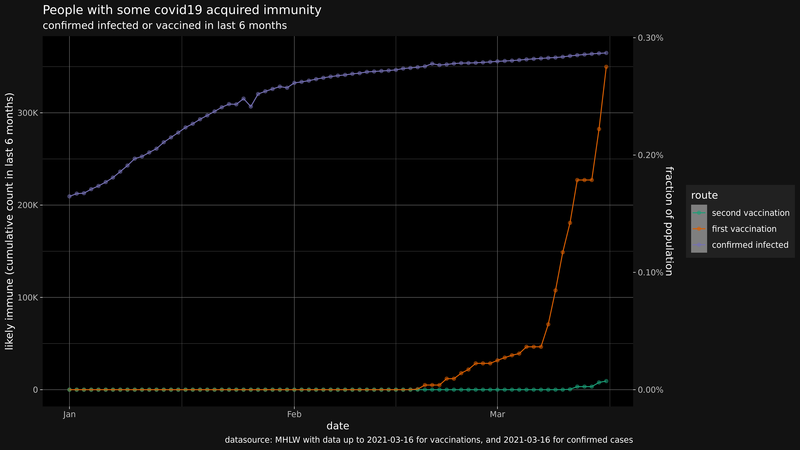 People with some covid19 acquired immunity
confirmed infected or vaccined in last 6 months
likely immune (cumulative count in last 6 months)
300K
200K
100K
0
0.30%
0.20%
0.10%
0.00%
fraction of population
Jan
Feb
Mar
date
route
second vaccination
first vaccination
confirmed infected
datasource: MHLW with data up to 2021-03-16 for vaccinations, and 2021-03-16 for confirmed cases